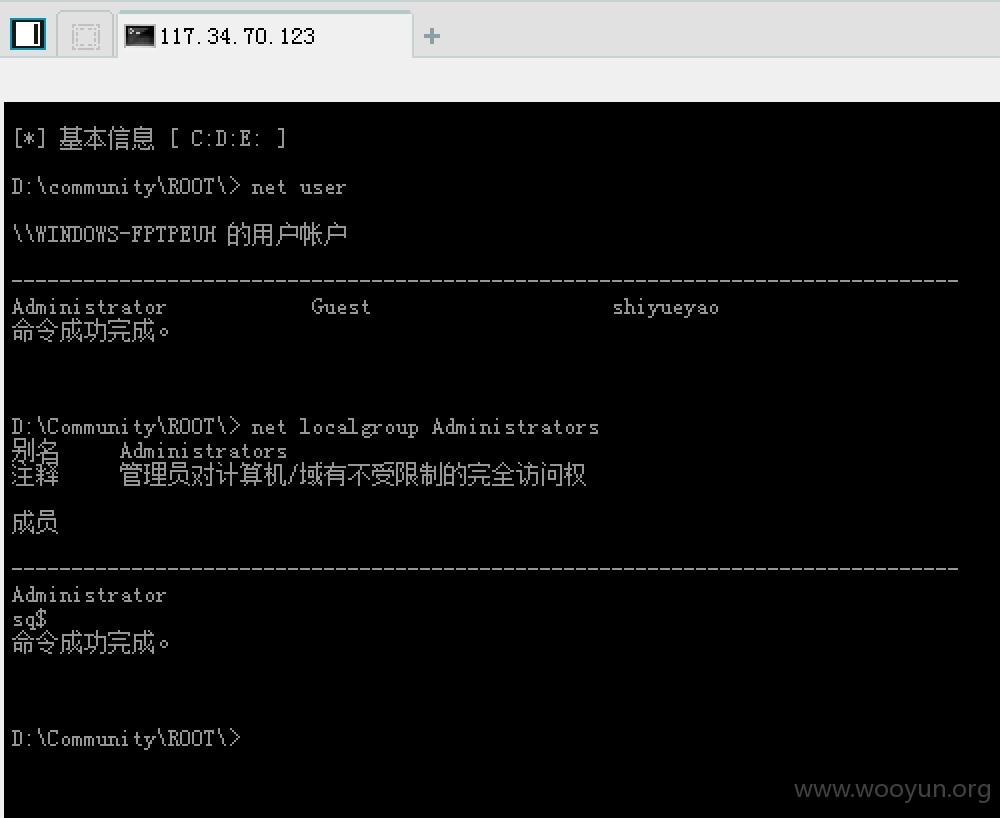 117.34.70.123
[*] 基本信息 [ C:D:E: ]
D:\community\ROOT\> net user
\\WINDOWS-FPTPEUH 的用户帐户
-------------------------------------------------------------------------------
Administrator Guest shiyueyao
命令成功完成。
D:\Community\ROOT\> net localgroup Administrators
别名 Administrators
注释 管理员对计算机/域有不受限制的完全访问权
成员
-------------------------------------------------------------------------------
Administrator
sq$
命令成功完成。
D:\Community\ROOT\>
www.wooyun.org